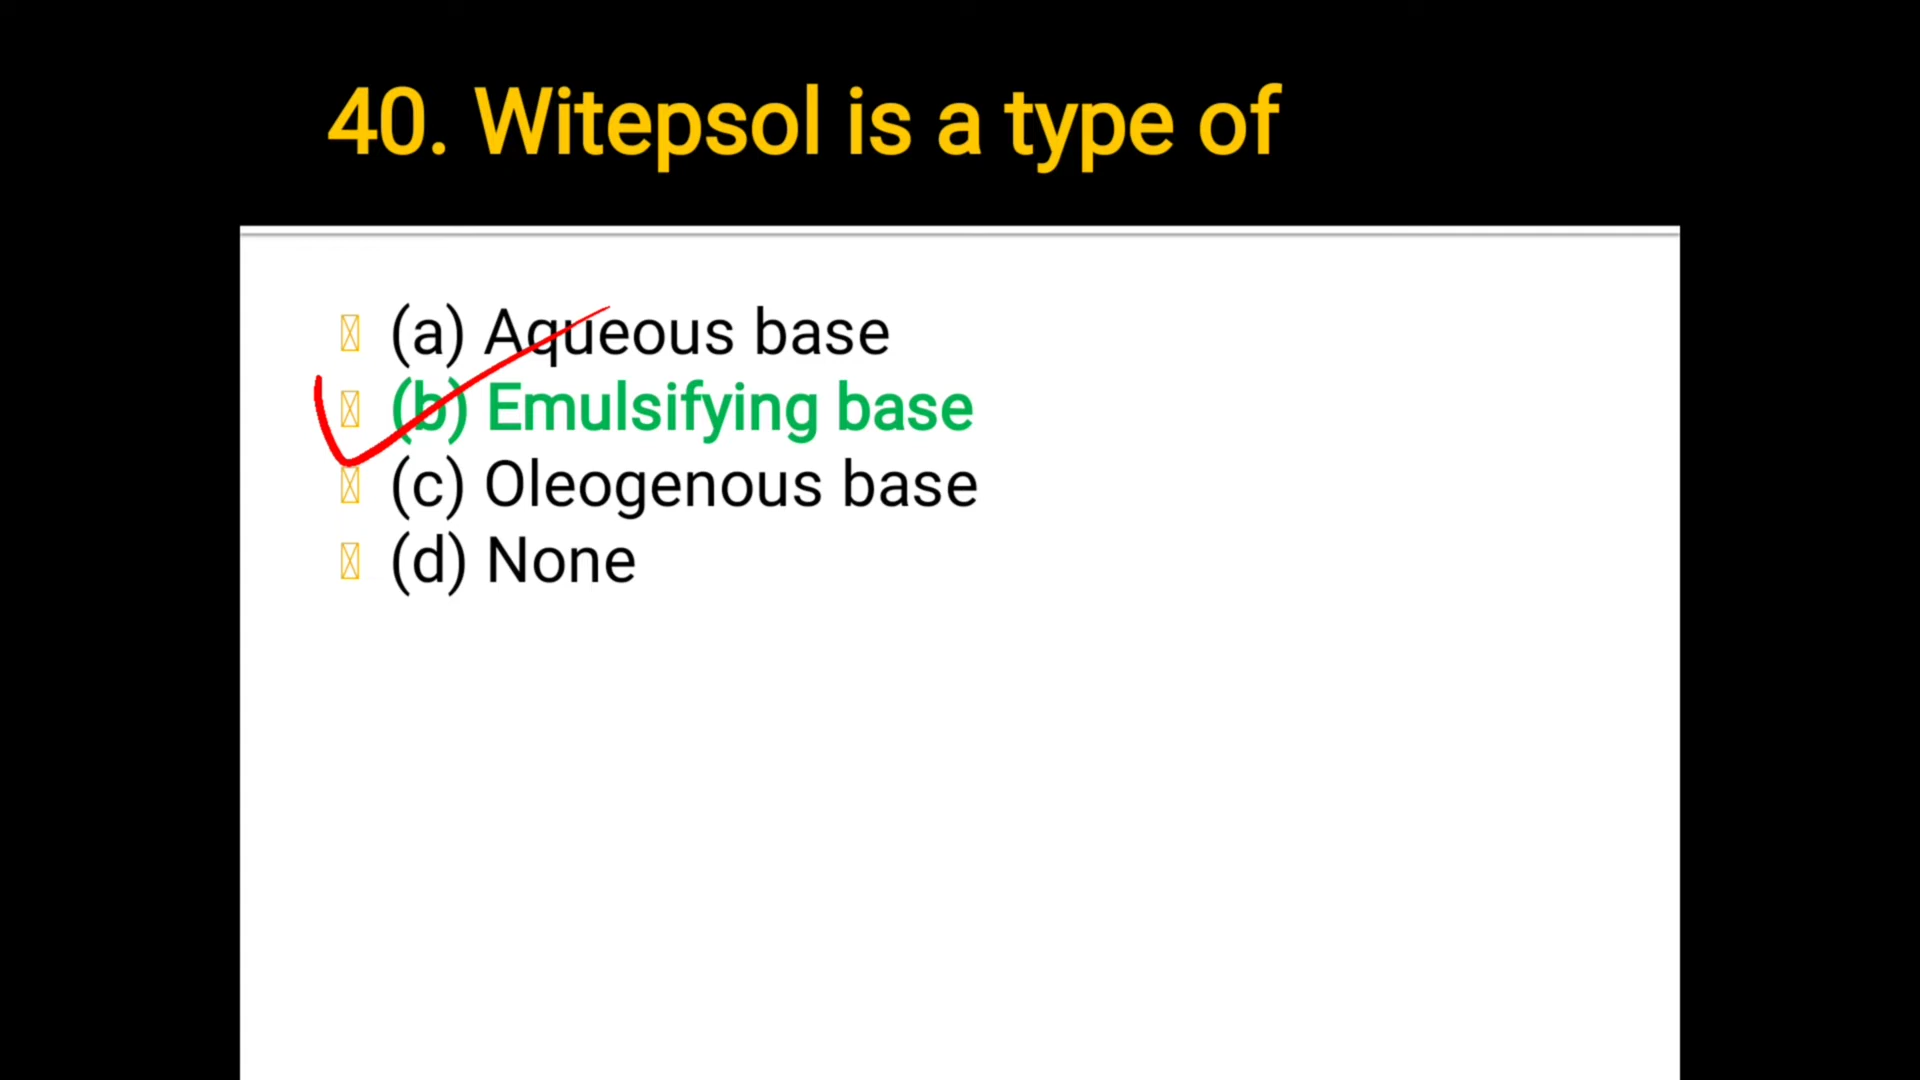 40. Witepsol is a type of
(a) Aqueous base
(b) Emulsifying base
(c) Oleogenous base
(d) None